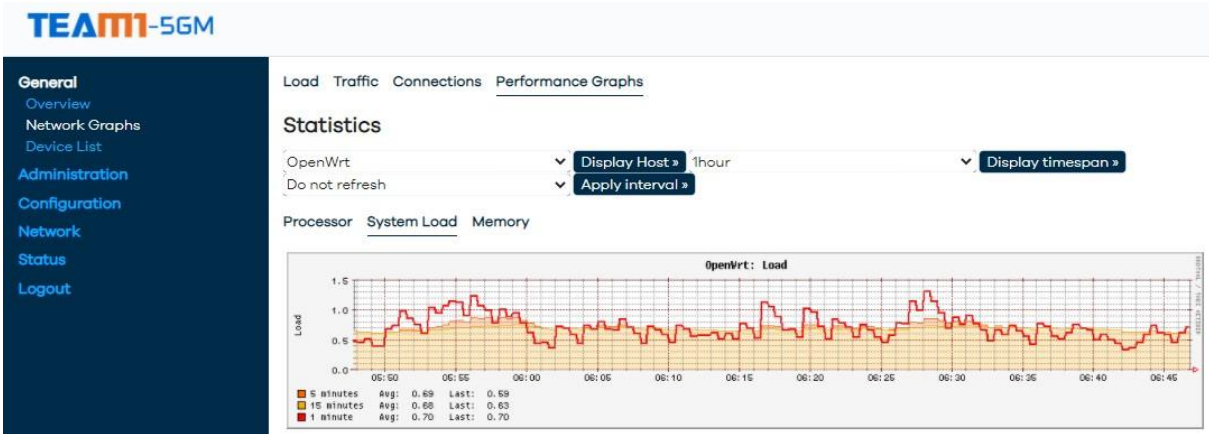 TEAM1-5GM
General
Overview
Network Graphs
Device List
Administration
Configuration
Network
Status
Logout
Load Traffic Connections Performance Graphs
Statistics
OpenWrt Display Host » 1hour Display timespan »
Do not refresh Apply interval »
Processor System Load Memory
OpenWrt: Load
Load
1.5
1.0
0.5
0.0
05:50 05:55 06:00 06:05 06:10 06:15 06:20 06:25 06:30 06:35 06:40 06:45
5 minutes Avg: 0.69 Last: 0.59
15 minutes Avg: 0.68 Last: 0.63
1 minute Avg: 0.70 Last: 0.70